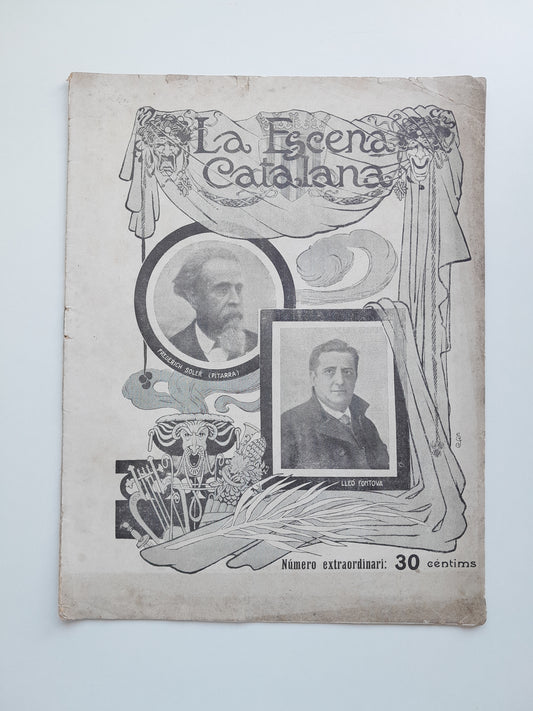 La Escena
Catalana
FREDERICH SOLER (PITARRA)
LLEÓ FONTOVA
Número extraordinari: 30 céntims